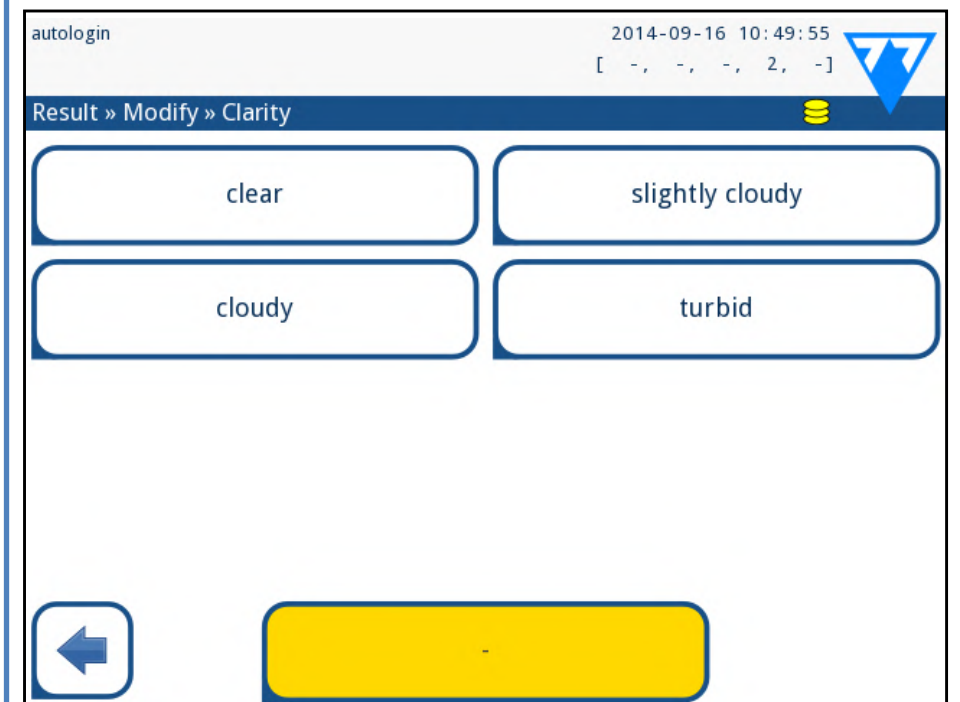 autologin
2014-09-16 10:49:55
[ -, -, -, 2, -]
Result » Modify » Clarity
clear
slightly cloudy
cloudy
turbid
-